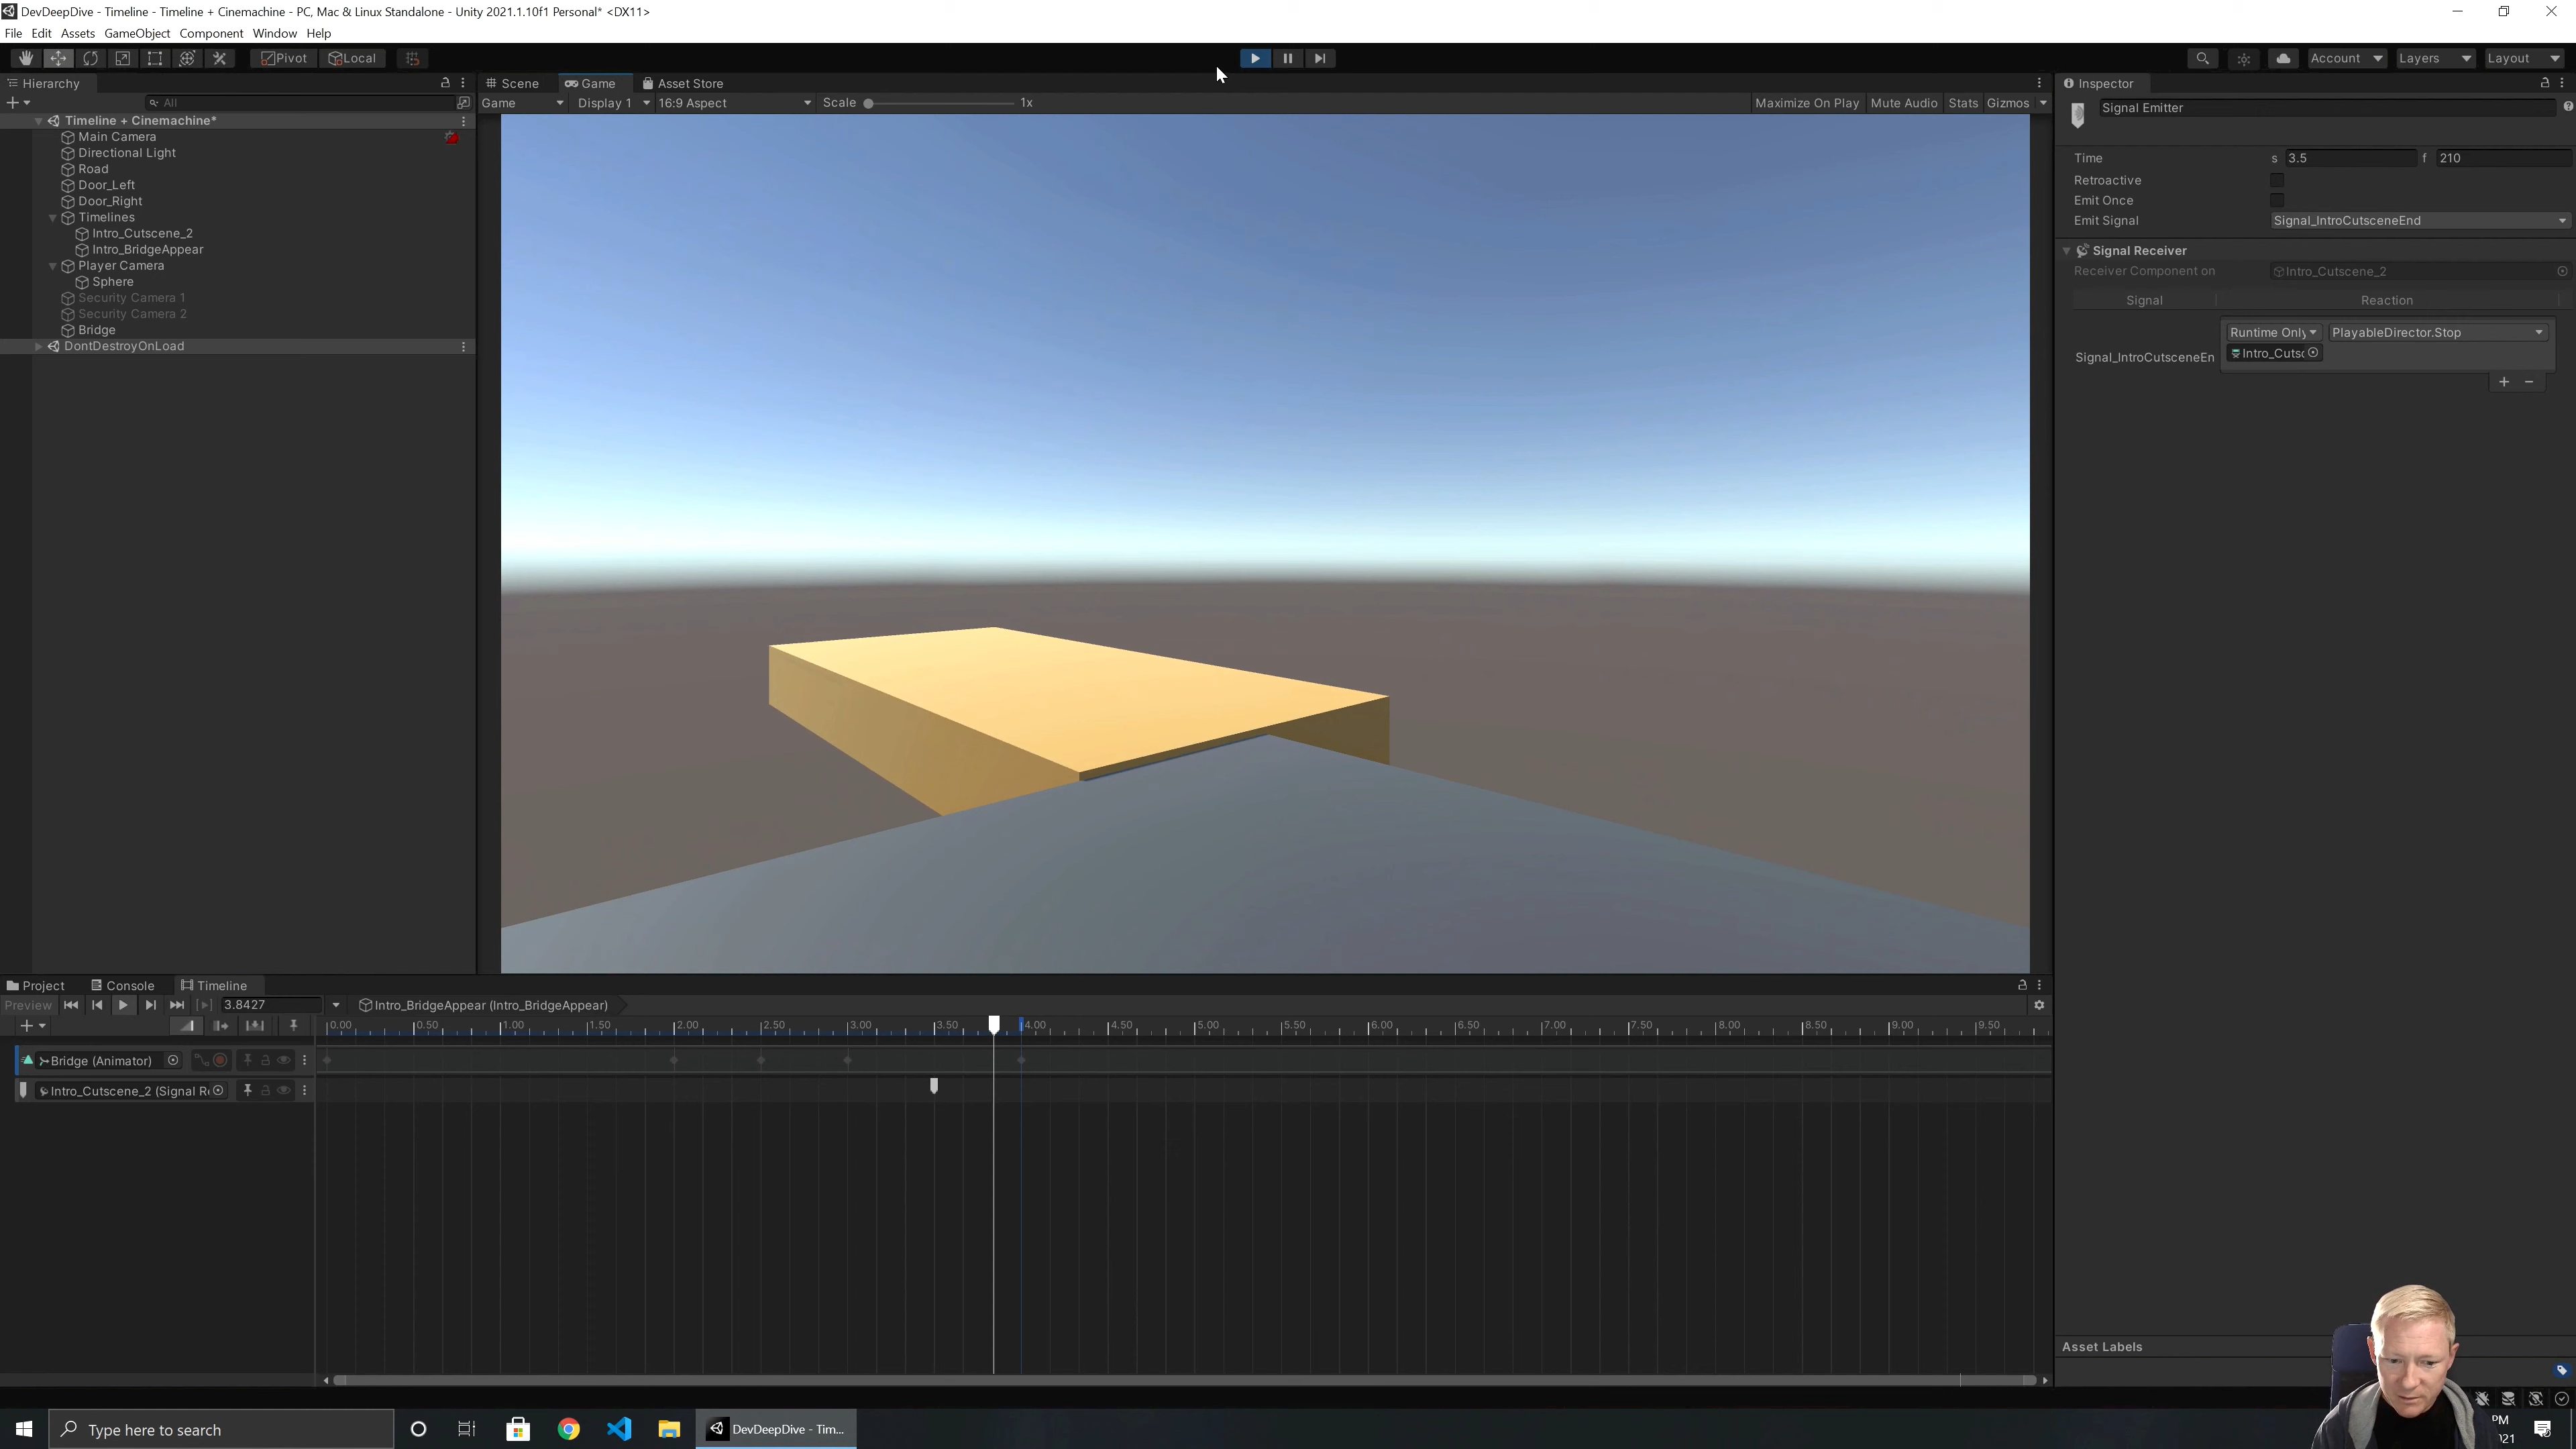 DevDeepDive - Timeline - Timeline + Cinemachine - PC, Mac & Linux Standalone - Unity 2021.1.10f1 Personal* <DX11>
File Edit Assets GameObject Component Window Help
Pivot Local Account Layers Layout
Hierarchy Scene Game Asset Store Inspector
All Game Display 1 16:9 Aspect Scale 1x Maximize On Play Mute Audio Stats Gizmos
Signal Emitter
Timeline + Cinemachine*
Main Camera
Directional Light
Road
Door_Left
Door_Right
Timelines
Intro_Cutscene_2
Intro_BridgeAppear
Player Camera
Sphere
Security Camera 1
Security Camera 2
Bridge
DontDestroyOnLoad
Time s 3.5 f 210
Retroactive
Emit Once
Emit Signal Signal_IntroCutsceneEnd
Signal Receiver
Receiver Component on Intro_Cutscene_2
Signal Reaction
Runtime Only PlayableDirector.Stop
Signal_IntroCutsceneEn Intro_Cutsc
+ −
Project Console Timeline
Preview 3.8427 Intro_BridgeAppear (Intro_BridgeAppear)
0.00 0.50 1.00 1.50 2.00 2.50 3.00 3.50 4.00 4.50 5.00 5.50 6.00 6.50 7.00 7.50 8.00 8.50 9.00 9.50
Bridge (Animator)
Intro_Cutscene_2 (Signal Re
Asset Labels
Type here to search
DevDeepDive - Tim...
PM
021